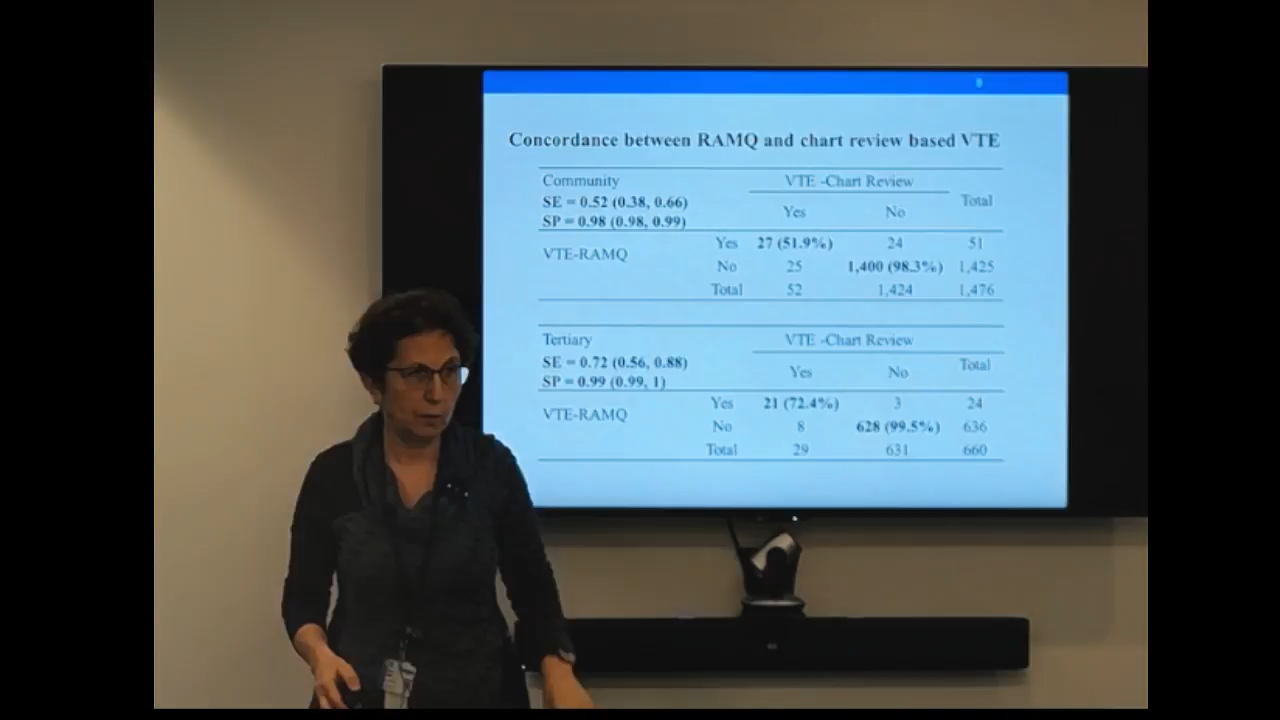 8
Concordance between RAMQ and chart review based VTE
Community
VTE -Chart Review
Total
SE = 0.52 (0.38, 0.66)
Yes No
SP = 0.98 (0.98, 0.99)
VTE-RAMQ
Yes 27 (51.9%) 24 51
No 25 1,400 (98.3%) 1,425
Total 52 1,424 1,476
Tertiary
VTE -Chart Review
Total
SE = 0.72 (0.56, 0.88)
Yes No
SP = 0.99 (0.99, 1)
VTE-RAMQ
Yes 21 (72.4%) 3 24
No 8 628 (99.5%) 636
Total 29 631 660